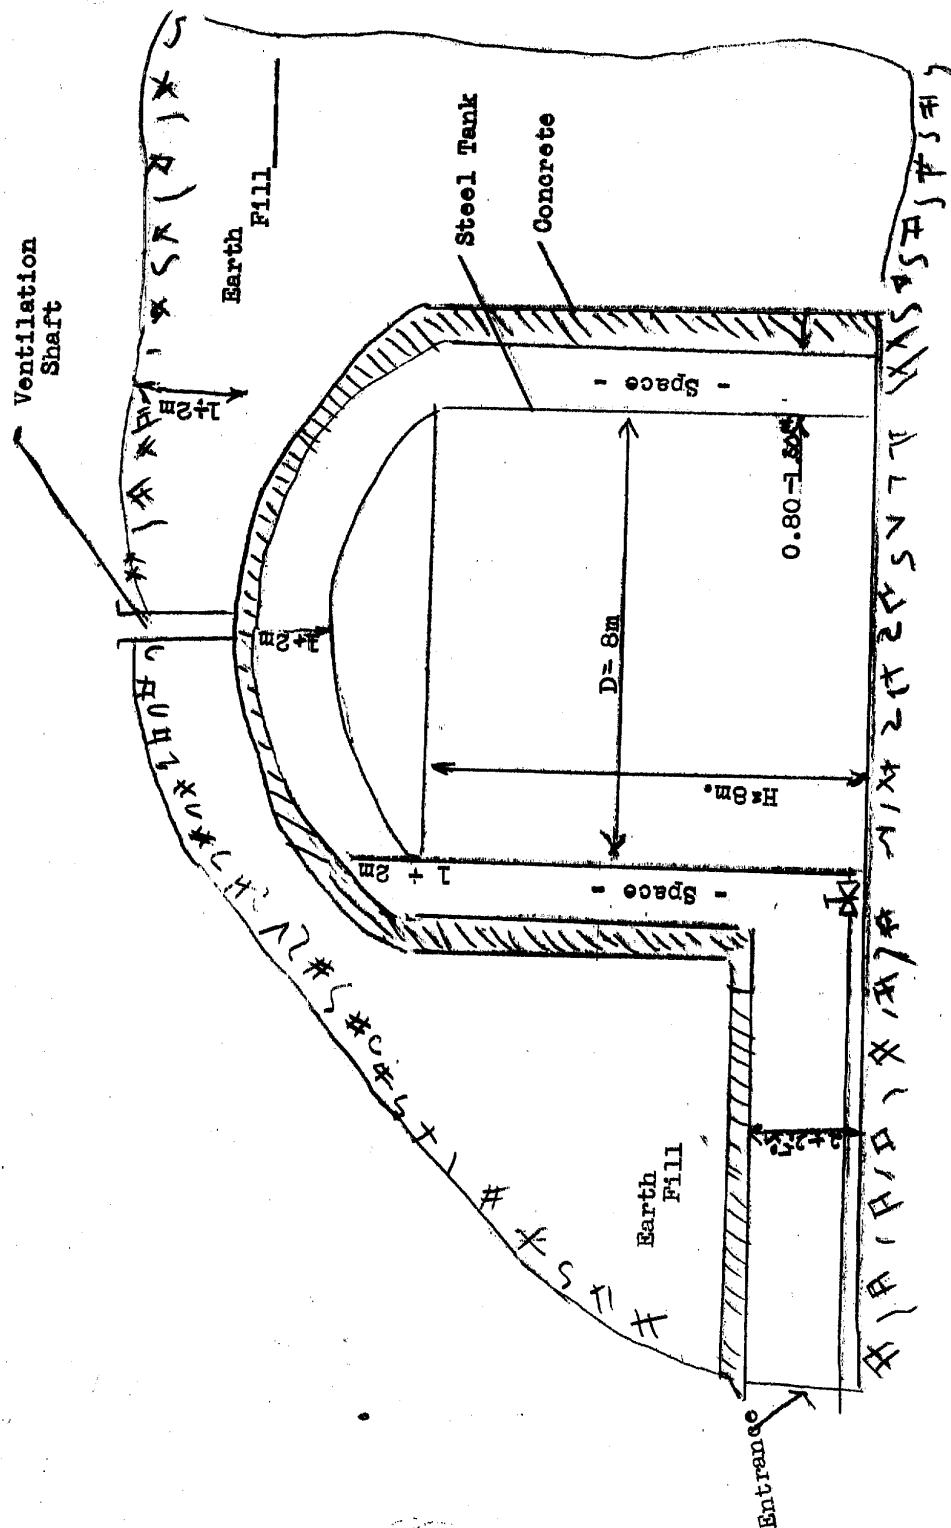 Ventilation
Shaft
1+2m
Earth
Fill
Steel Tank
Concrete
1+2m
- Space -
D= 8m
H=8m.
1 + 2m
- Space -
Earth
Fill
Entrance